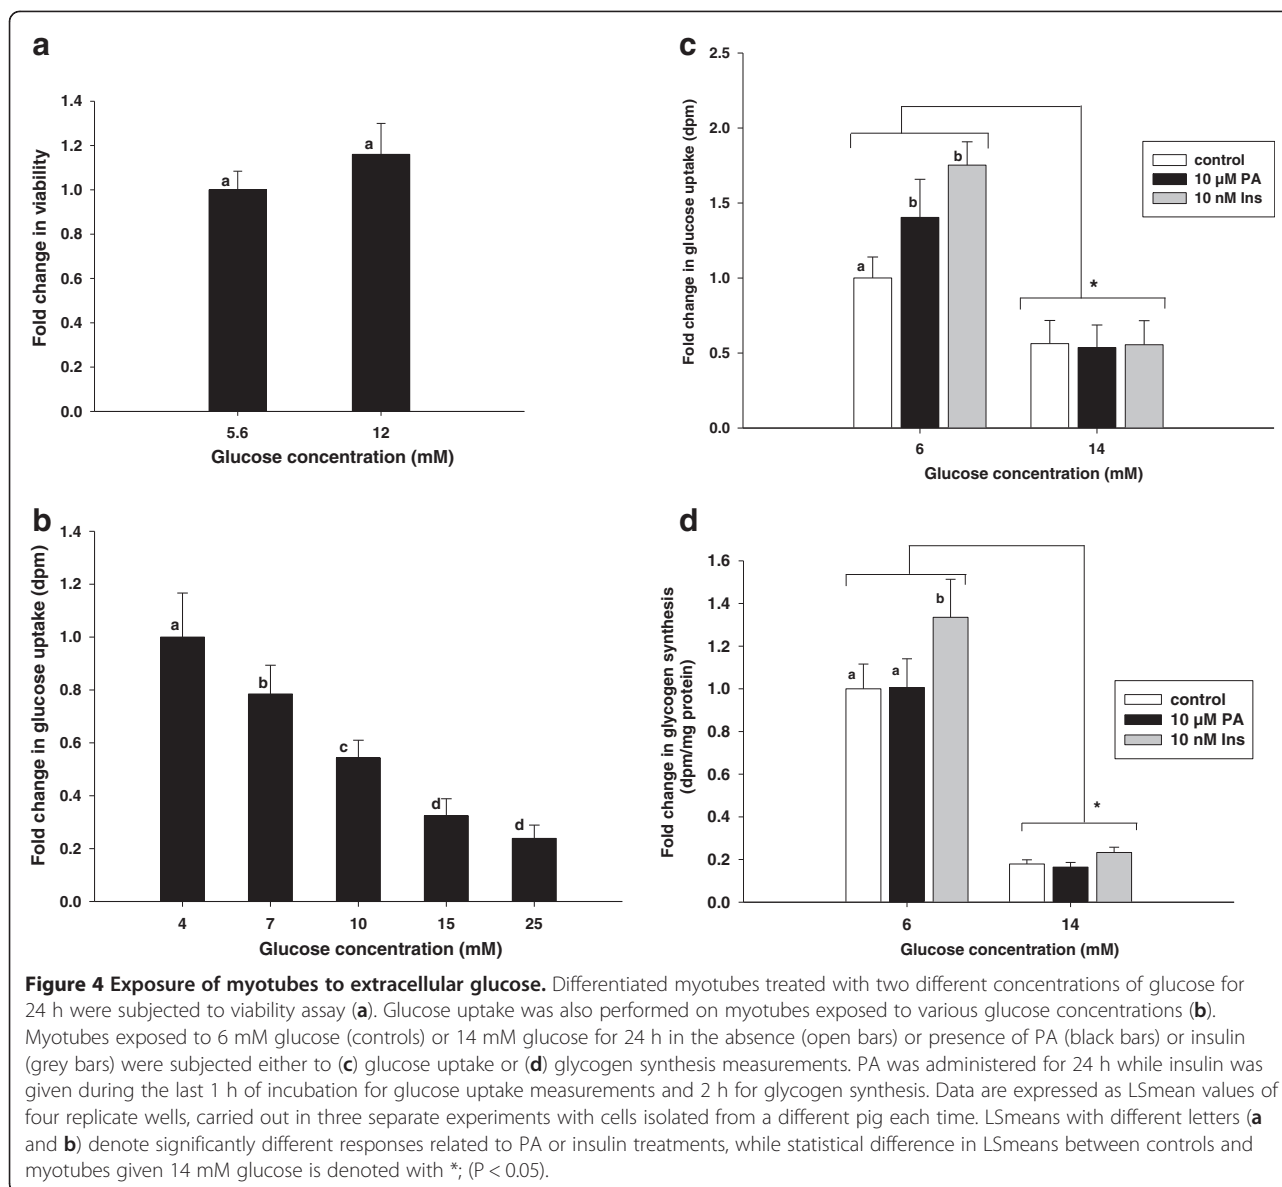 a
Fold change in viability
1.4
1.2
1.0
0.8
0.6
0.4
0.2
0.0
a
a
5.6 12
Glucose concentration (mM)
b
Fold change in glucose uptake (dpm)
1.4
1.2
1.0
0.8
0.6
0.4
0.2
0.0
a
b
c
d
d
4 7 10 15 25
Glucose concentration (mM)
c
Fold change in glucose uptake (dpm)
2.5
2.0
1.5
1.0
0.5
0.0
a
b
b
*
control
10 μM PA
10 nM Ins
6 14
Glucose concentration (mM)
d
Fold change in glycogen synthesis
(dpm/mg protein)
1.6
1.4
1.2
1.0
0.8
0.6
0.4
0.2
0.0
a
a
b
*
control
10 μM PA
10 nM Ins
6 14
Glucose concentration (mM)
Figure 4 Exposure of myotubes to extracellular glucose. Differentiated myotubes treated with two different concentrations of glucose for
24 h were subjected to viability assay (a). Glucose uptake was also performed on myotubes exposed to various glucose concentrations (b).
Myotubes exposed to 6 mM glucose (controls) or 14 mM glucose for 24 h in the absence (open bars) or presence of PA (black bars) or insulin
(grey bars) were subjected either to (c) glucose uptake or (d) glycogen synthesis measurements. PA was administered for 24 h while insulin was
given during the last 1 h of incubation for glucose uptake measurements and 2 h for glycogen synthesis. Data are expressed as LSmean values of
four replicate wells, carried out in three separate experiments with cells isolated from a different pig each time. LSmeans with different letters (a
and b) denote significantly different responses related to PA or insulin treatments, while statistical difference in LSmeans between controls and
myotubes given 14 mM glucose is denoted with *; (P < 0.05).